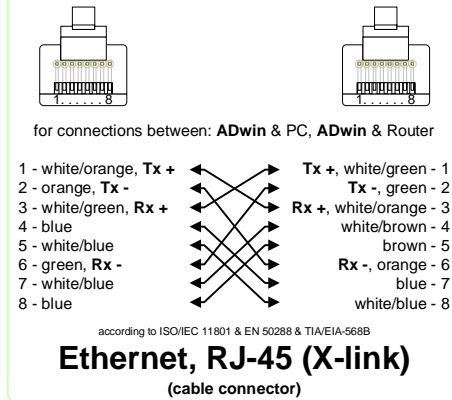 1......8 1......8
for connections between: ADwin & PC, ADwin & Router
1 - white/orange, Tx + Tx +, white/green - 1
2 - orange, Tx - Tx -, green - 2
3 - white/green, Rx + Rx +, white/orange - 3
4 - blue white/brown - 4
5 - white/blue brown - 5
6 - green, Rx - Rx -, orange - 6
7 - white/blue blue - 7
8 - blue white/blue - 8
according to ISO/IEC 11801 & EN 50288 & TIA/EIA-568B
Ethernet, RJ-45 (X-link)
(cable connector)